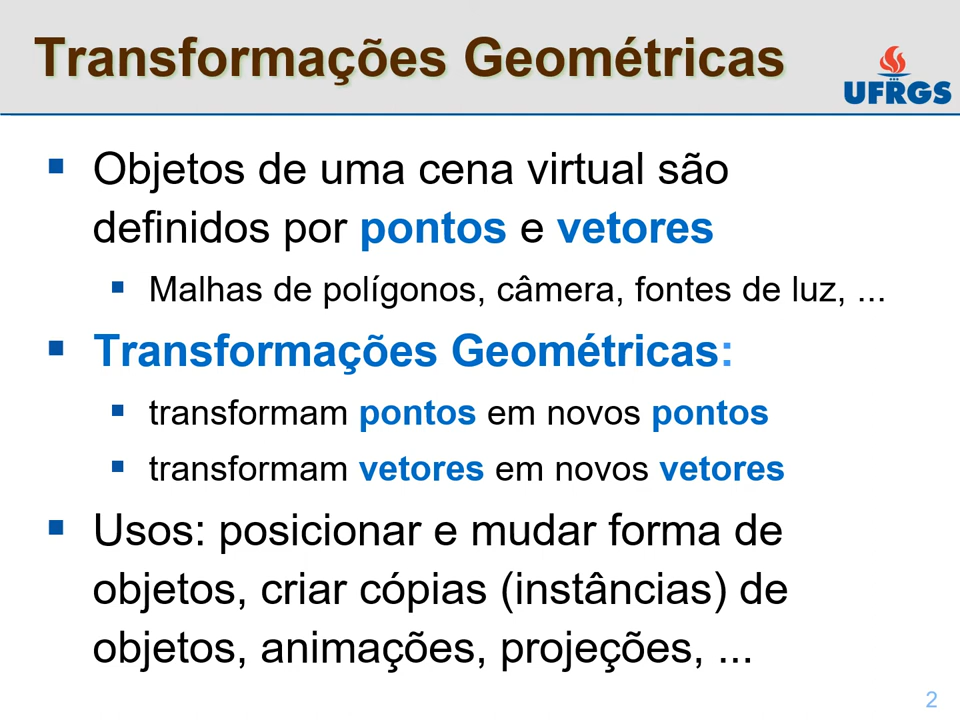 Transformações Geométricas
UFRGS
▪ Objetos de uma cena virtual são
definidos por pontos e vetores
▪ Malhas de polígonos, câmera, fontes de luz, ...
▪ Transformações Geométricas:
▪ transformam pontos em novos pontos
▪ transformam vetores em novos vetores
▪ Usos: posicionar e mudar forma de
objetos, criar cópias (instâncias) de
objetos, animações, projeções, ...
2